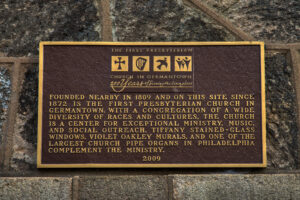 THE FIRST PRESBYTERIAN
CHURCH IN GERMANTOWN
200 Years
FOUNDED NEARBY IN 1809 AND ON THIS SITE SINCE
1872 IS THE FIRST PRESBYTERIAN CHURCH IN
GERMANTOWN. WITH A CONGREGATION OF A WIDE
DIVERSITY OF RACES AND CULTURES, THE CHURCH
IS A CENTER FOR EXCEPTIONAL MINISTRY, MUSIC,
AND SOCIAL OUTREACH. TIFFANY STAINED-GLASS
WINDOWS, VIOLET OAKLEY MURALS, AND ONE OF THE
LARGEST CHURCH PIPE ORGANS IN PHILADELPHIA
COMPLEMENT THE MINISTRY.
2009